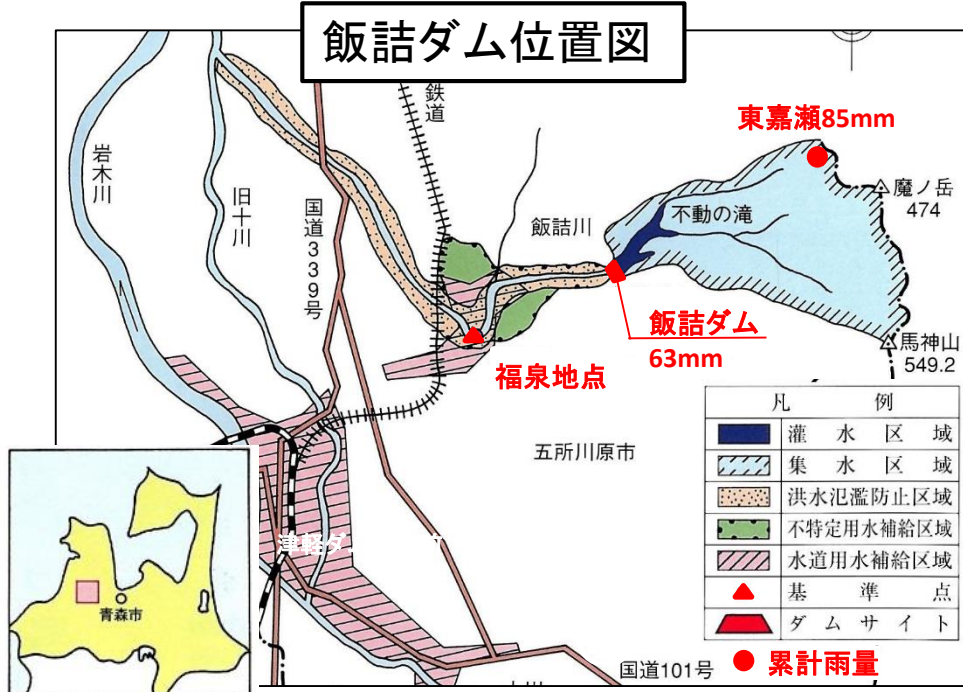 飯詰ダム位置図
鉄道
東嘉瀬85mm
岩木川
旧十川
国道339号
飯詰川
不動の滝
魔ノ岳
474
飯詰ダム
63mm
福泉地点
馬神山
549.2
五所川原市
凡例
灌水区域
集水区域
洪水氾濫防止区域
不特定用水補給区域
水道用水補給区域
基準点
ダムサイト
累計雨量
津軽ダ
青森市
国道101号